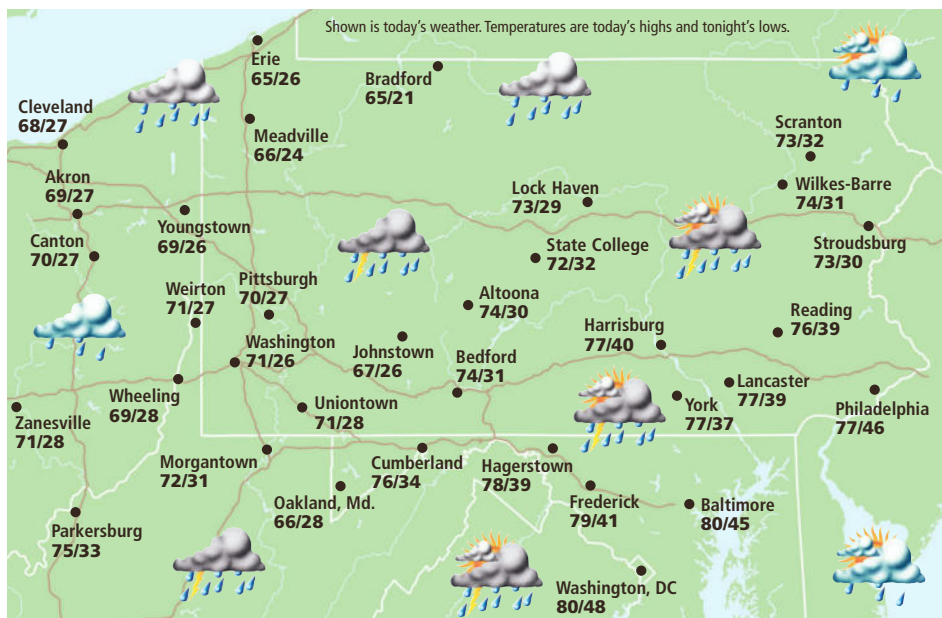 Shown is today's weather. Temperatures are today's highs and tonight's lows.
Erie
65/26
Bradford
65/21
Cleveland
68/27
Meadville
66/24
Scranton
73/32
Akron
69/27
Lock Haven
73/29
Wilkes-Barre
74/31
Youngstown
69/26
Canton
70/27
State College
72/32
Stroudsburg
73/30
Pittsburgh
70/27
Weirton
71/27
Altoona
74/30
Reading
76/39
Harrisburg
77/40
Washington
71/26
Johnstown
67/26
Bedford
74/31
Wheeling
69/28
Lancaster
77/39
Zanesville
71/28
Uniontown
71/28
York
77/37
Philadelphia
77/46
Morgantown
72/31
Cumberland
76/34
Hagerstown
78/39
Oakland, Md.
66/28
Frederick
79/41
Baltimore
80/45
Parkersburg
75/33
Washington, DC
80/48